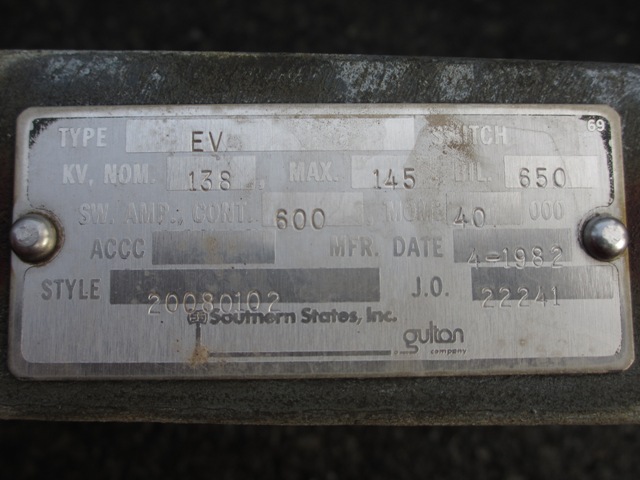 TYPE EV SWITCH 69
KV, NOM. 138, MAX. 145 BIL. 650
SW. AMP.; CONT. 600 MOM. 40 000
ACCC MFR. DATE 4-1982
STYLE 20080102 J.O. 22241
Southern States, Inc.
gulton
company